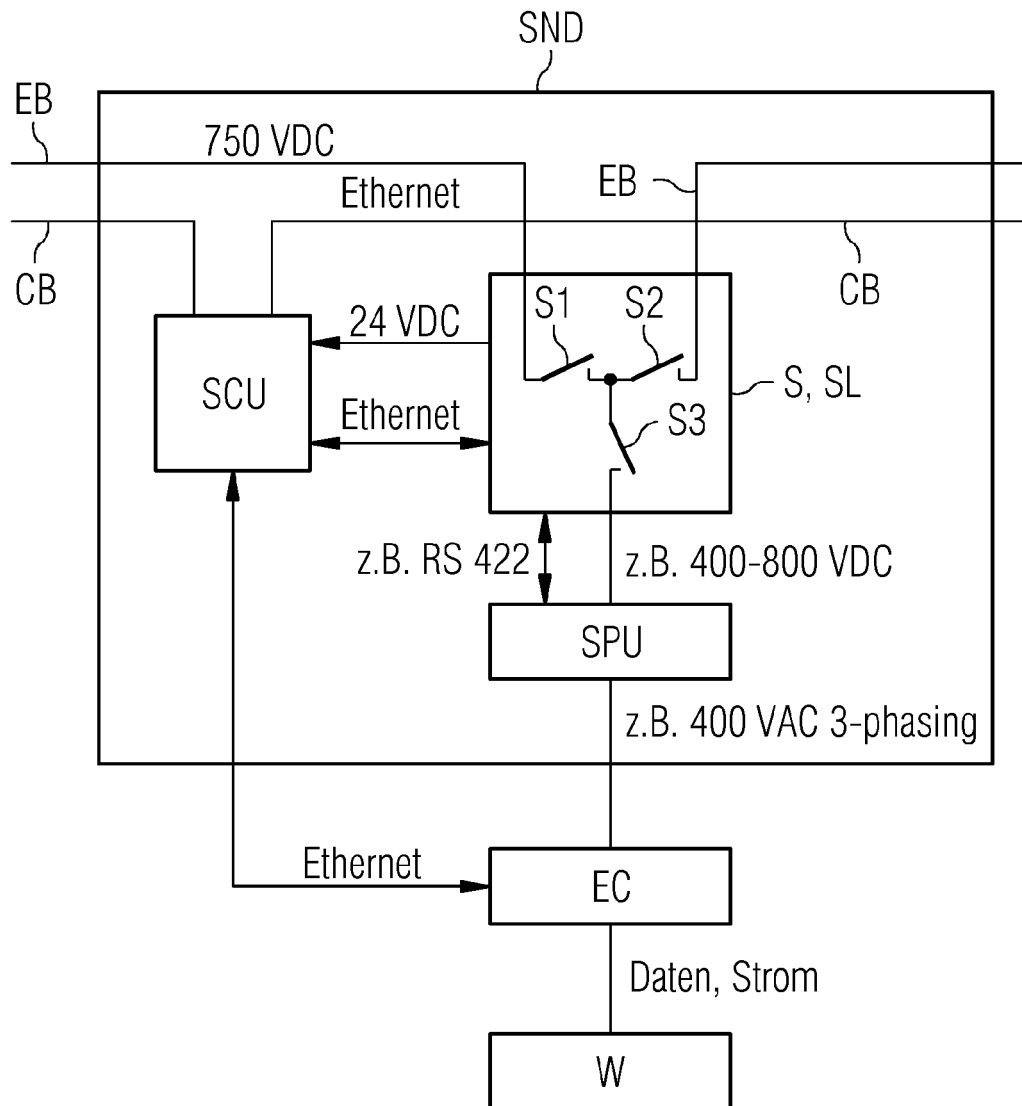 SND
EB
750 VDC
Ethernet
EB
CB
CB
S1
S2
24 VDC
SCU
S, SL
Ethernet
S3
z.B. RS 422
z.B. 400-800 VDC
SPU
z.B. 400 VAC 3-phasing
Ethernet
EC
Daten, Strom
W